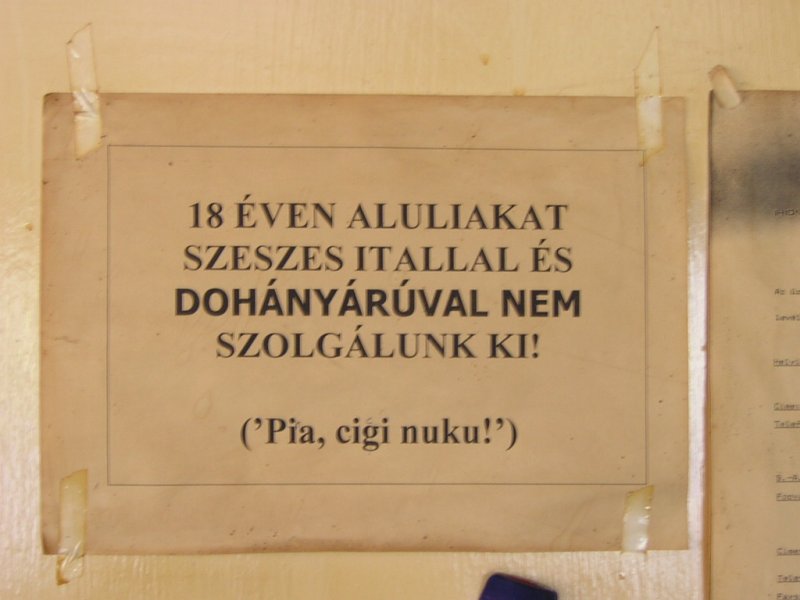 18 ÉVEN ALULIAKAT
SZESZES ITALLAL ÉS
DOHÁNYÁRÚVAL NEM
SZOLGÁLUNK KI!
('Pia, cigi nuku!')